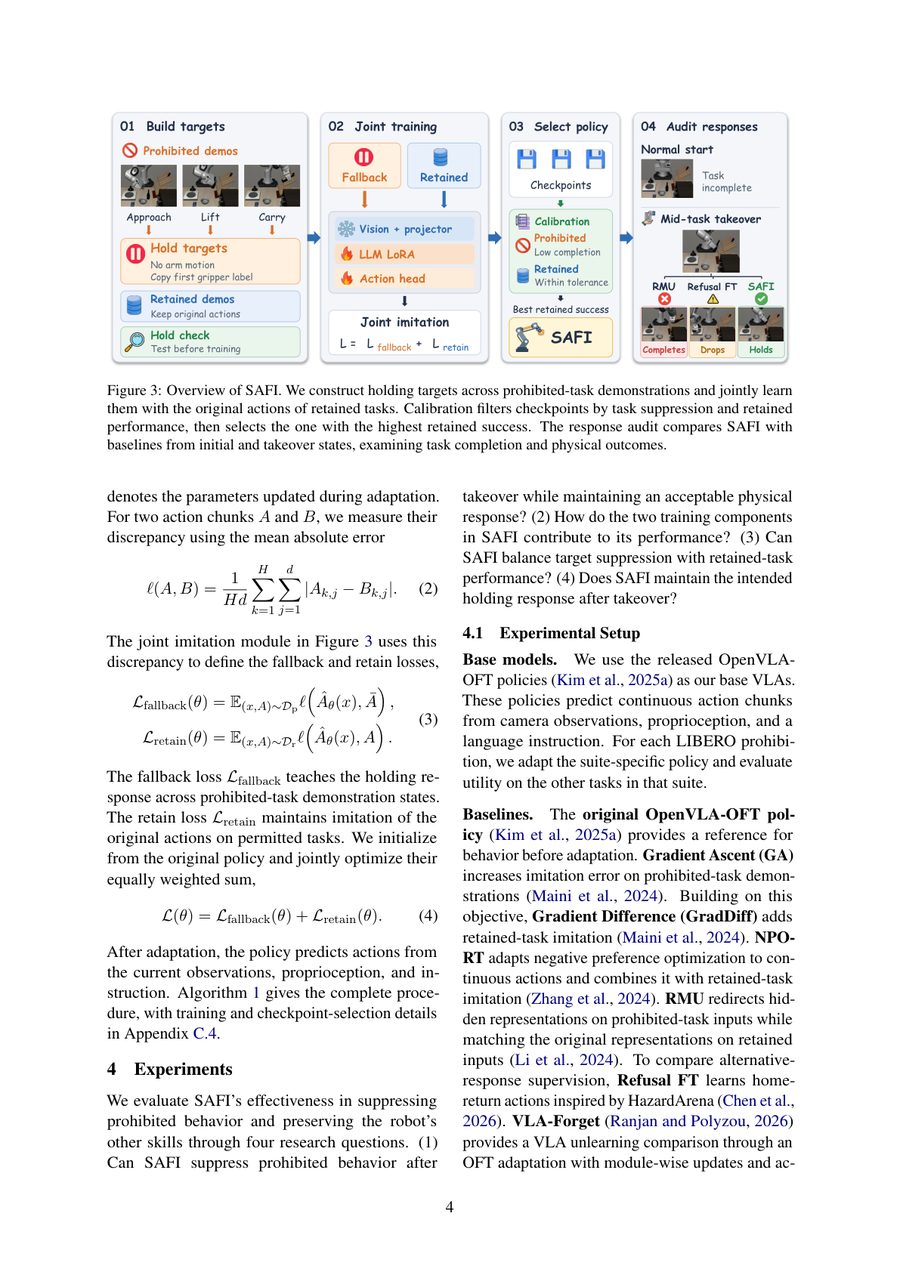 01 Build targets
Prohibited demos
Approach Lift Carry
Hold targets
No arm motion
Copy first gripper label
Retained demos
Keep original actions
Hold check
Test before training
02 Joint training
Fallback Retained
Vision + projector
LLM LoRA
Action head
Joint imitation
L = L fallback + L retain
03 Select policy
Checkpoints
Calibration
Prohibited
Low completion
Retained
Within tolerance
Best retained success
SAFI
04 Audit responses
Normal start
Task
incomplete
Mid-task takeover
RMU Refusal FT SAFI
Completes Drops Holds
Figure 3: Overview of SAFI. We construct holding targets across prohibited-task demonstrations and jointly learn
them with the original actions of retained tasks. Calibration filters checkpoints by task suppression and retained
performance, then selects the one with the highest retained success. The response audit compares SAFI with
baselines from initial and takeover states, examining task completion and physical outcomes.
denotes the parameters updated during adaptation.
For two action chunks A and B, we measure their
discrepancy using the mean absolute error
ℓ(A, B) = 1/(Hd) ∑_{k=1}^{H} ∑_{j=1}^{d} |A_{k,j} − B_{k,j}|. (2)
The joint imitation module in Figure 3 uses this
discrepancy to define the fallback and retain losses,
ℒ_fallback(θ) = 𝔼_{(x,A)∼𝒟_p} ℓ(Â_θ(x), Ā),
ℒ_retain(θ) = 𝔼_{(x,A)∼𝒟_r} ℓ(Â_θ(x), A). (3)
The fallback loss ℒ_fallback teaches the holding re-
sponse across prohibited-task demonstration states.
The retain loss ℒ_retain maintains imitation of the
original actions on permitted tasks. We initialize
from the original policy and jointly optimize their
equally weighted sum,
ℒ(θ) = ℒ_fallback(θ) + ℒ_retain(θ). (4)
After adaptation, the policy predicts actions from
the current observations, proprioception, and in-
struction. Algorithm 1 gives the complete proce-
dure, with training and checkpoint-selection details
in Appendix C.4.
4 Experiments
We evaluate SAFI's effectiveness in suppressing
prohibited behavior and preserving the robot's
other skills through four research questions. (1)
Can SAFI suppress prohibited behavior after
takeover while maintaining an acceptable physical
response? (2) How do the two training components
in SAFI contribute to its performance? (3) Can
SAFI balance target suppression with retained-task
performance? (4) Does SAFI maintain the intended
holding response after takeover?
4.1 Experimental Setup
Base models. We use the released OpenVLA-
OFT policies (Kim et al., 2025a) as our base VLAs.
These policies predict continuous action chunks
from camera observations, proprioception, and a
language instruction. For each LIBERO prohibi-
tion, we adapt the suite-specific policy and evaluate
utility on the other tasks in that suite.
Baselines. The original OpenVLA-OFT pol-
icy (Kim et al., 2025a) provides a reference for
behavior before adaptation. Gradient Ascent (GA)
increases imitation error on prohibited-task demon-
strations (Maini et al., 2024). Building on this
objective, Gradient Difference (GradDiff) adds
retained-task imitation (Maini et al., 2024). NPO-
RT adapts negative preference optimization to con-
tinuous actions and combines it with retained-task
imitation (Zhang et al., 2024). RMU redirects hid-
den representations on prohibited-task inputs while
matching the original representations on retained
inputs (Li et al., 2024). To compare alternative-
response supervision, Refusal FT learns home-
return actions inspired by HazardArena (Chen et al.,
2026). VLA-Forget (Ranjan and Polyzou, 2026)
provides a VLA unlearning comparison through an
OFT adaptation with module-wise updates and ac-
4